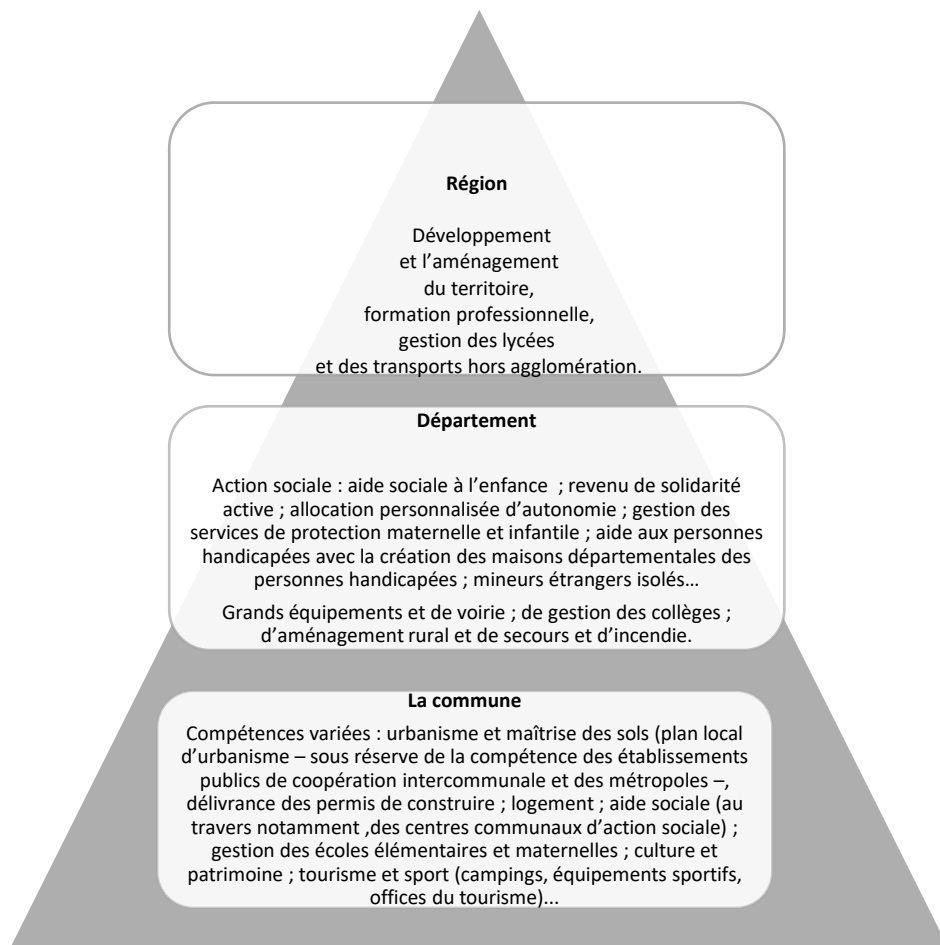 Région
Développement
et l’aménagement
du territoire,
formation professionnelle,
gestion des lycées
et des transports hors agglomération.
Département
Action sociale : aide sociale à l’enfance  ; revenu de solidarité
active ; allocation personnalisée d’autonomie ; gestion des
services de protection maternelle et infantile ; aide aux personnes
handicapées avec la création des maisons départementales des
personnes handicapées ; mineurs étrangers isolés…
Grands équipements et de voirie ; de gestion des collèges ;
d’aménagement rural et de secours et d’incendie.
La commune
Compétences variées : urbanisme et maîtrise des sols (plan local
d’urbanisme – sous réserve de la compétence des établissements
publics de coopération intercommunale et des métropoles –,
délivrance des permis de construire ; logement ; aide sociale (au
travers notamment ,des centres communaux d’action sociale) ;
gestion des écoles élémentaires et maternelles ; culture et
patrimoine ; tourisme et sport (campings, équipements sportifs,
offices du tourisme)...